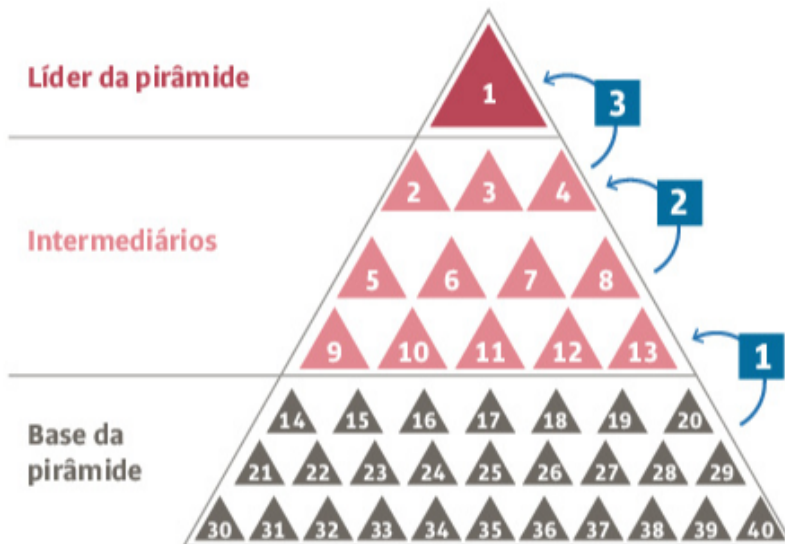 Líder da pirâmide
1
3
2 3 4
2
Intermediários
5 6 7 8
9 10 11 12 13
1
14 15 16 17 18 19 20
Base da
pirâmide
21 22 23 24 25 26 27 28 29
30 31 32 33 34 35 36 37 38 39 40